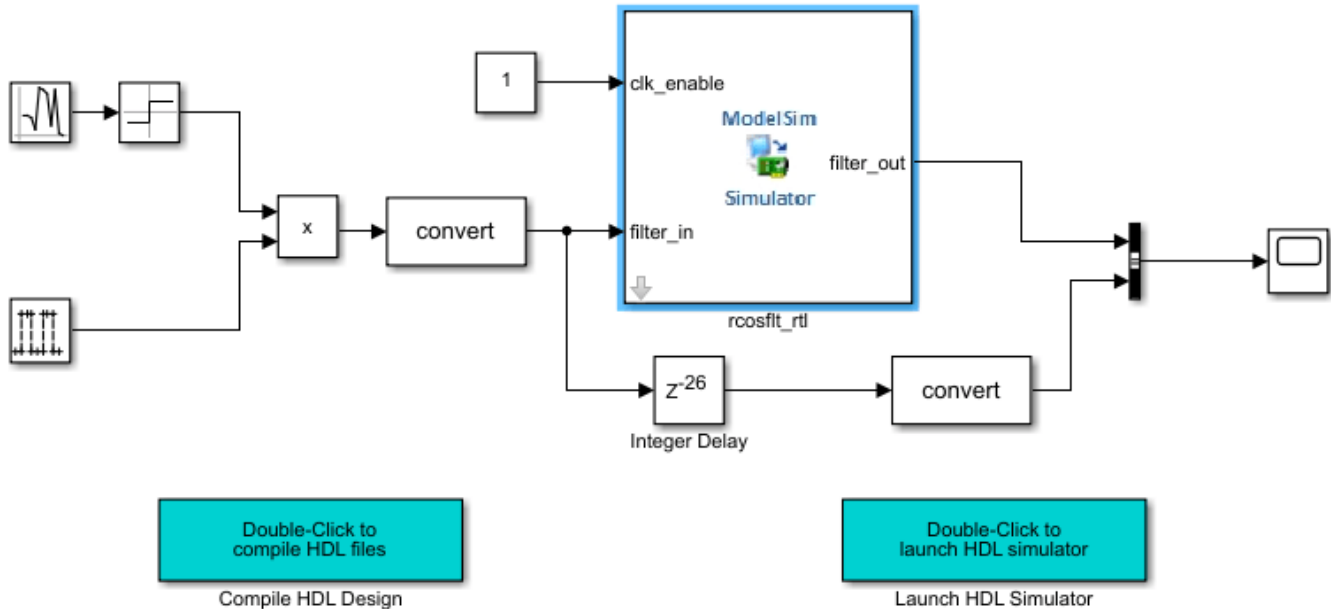 1
clk_enable
ModelSim
filter_out
Simulator
x
convert
filter_in
rcosflt_rtl
Z-26
convert
Integer Delay
Double-Click to
compile HDL files
Compile HDL Design
Double-Click to
launch HDL simulator
Launch HDL Simulator